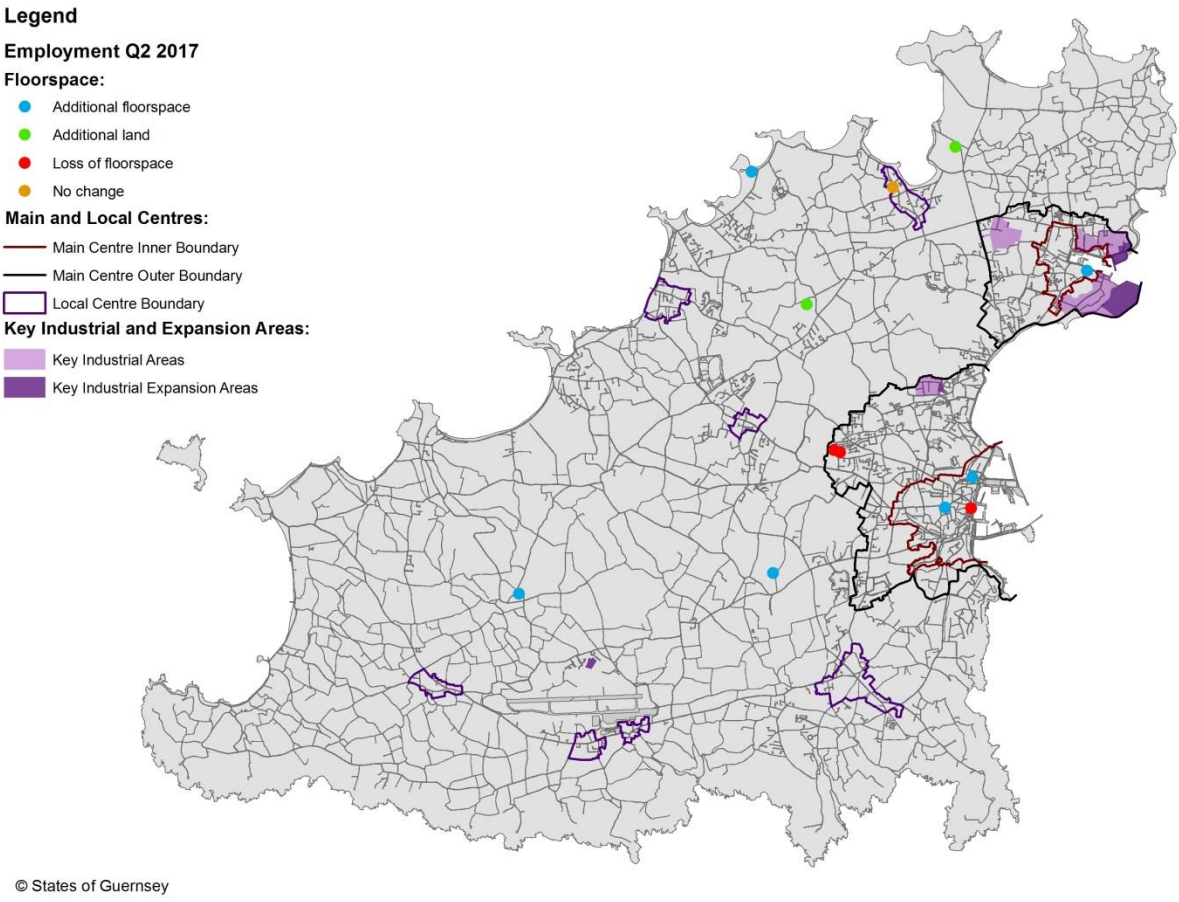 Legend
Employment Q2 2017
Floorspace:
Additional floorspace
Additional land
Loss of floorspace
No change
Main and Local Centres:
Main Centre Inner Boundary
Main Centre Outer Boundary
Local Centre Boundary
Key Industrial and Expansion Areas:
Key Industrial Areas
Key Industrial Expansion Areas
© States of Guernsey